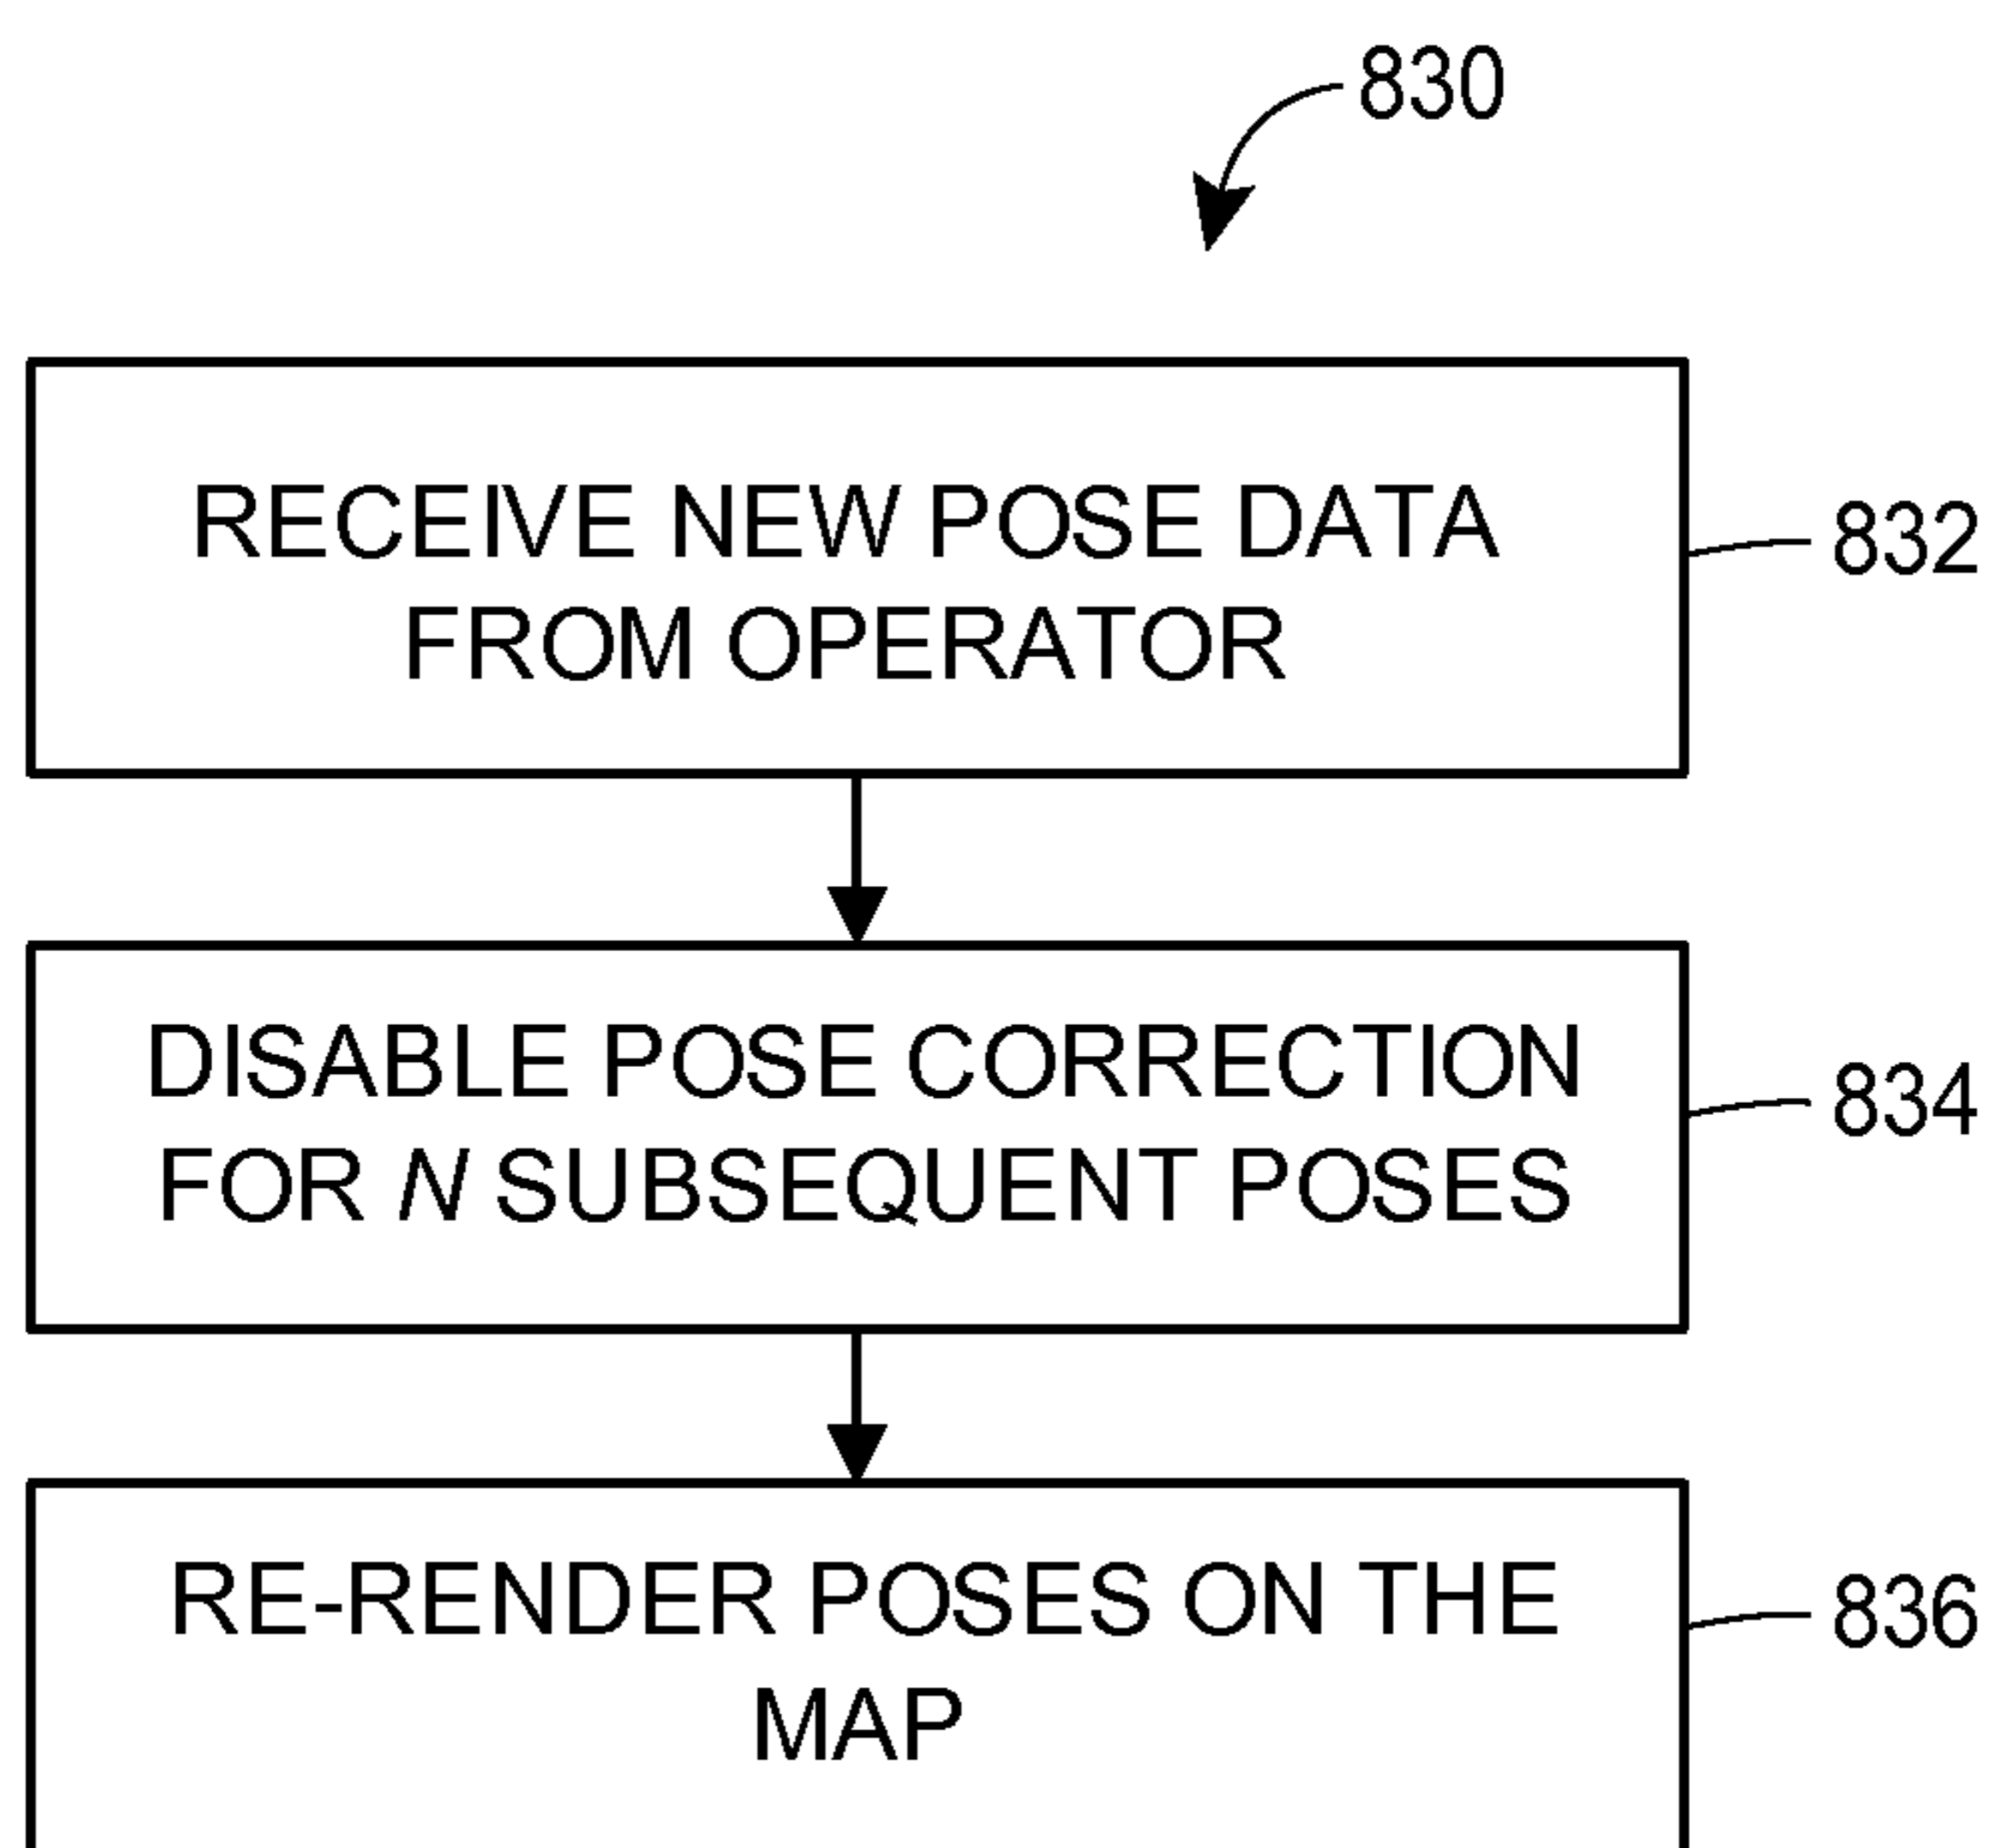 830
RECEIVE NEW POSE DATA
FROM OPERATOR
832
DISABLE POSE CORRECTION
FOR N SUBSEQUENT POSES
834
RE-RENDER POSES ON THE
MAP
836